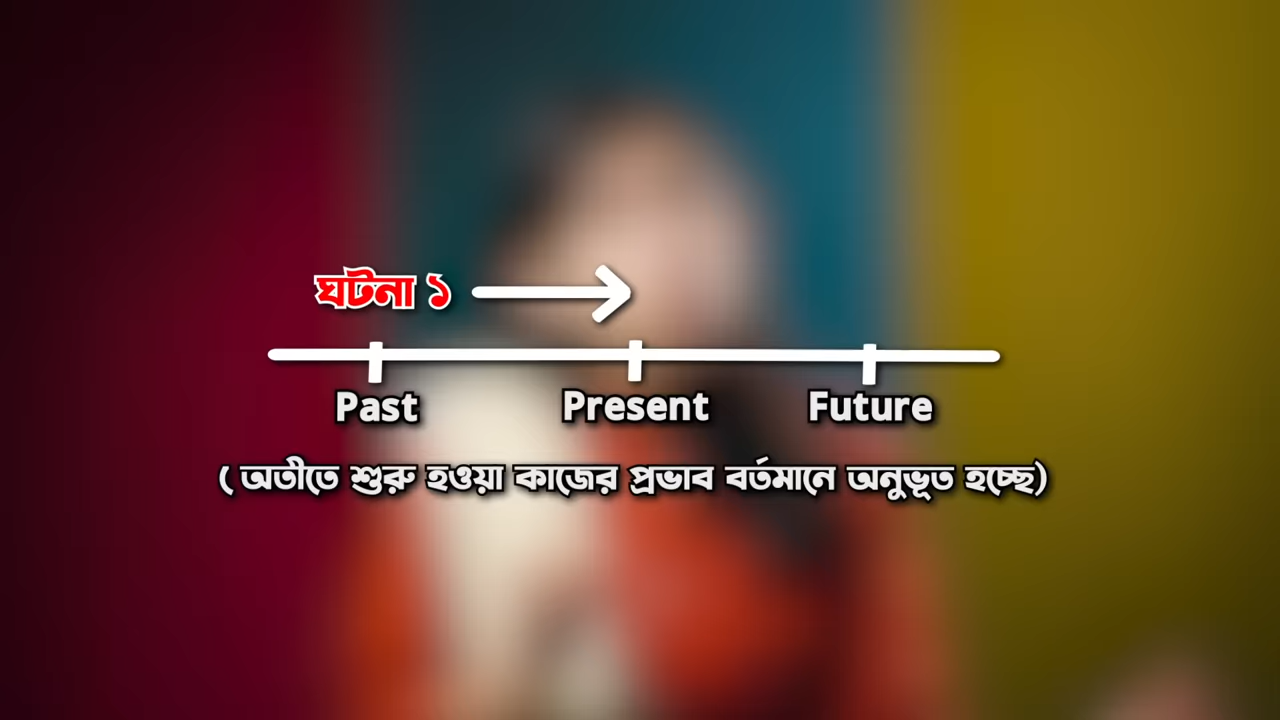 ঘটনা ১
Past Present Future
( অতীতে শুরু হওয়া কাজের প্রভাব বর্তমানে অনুভূত হচ্ছে)